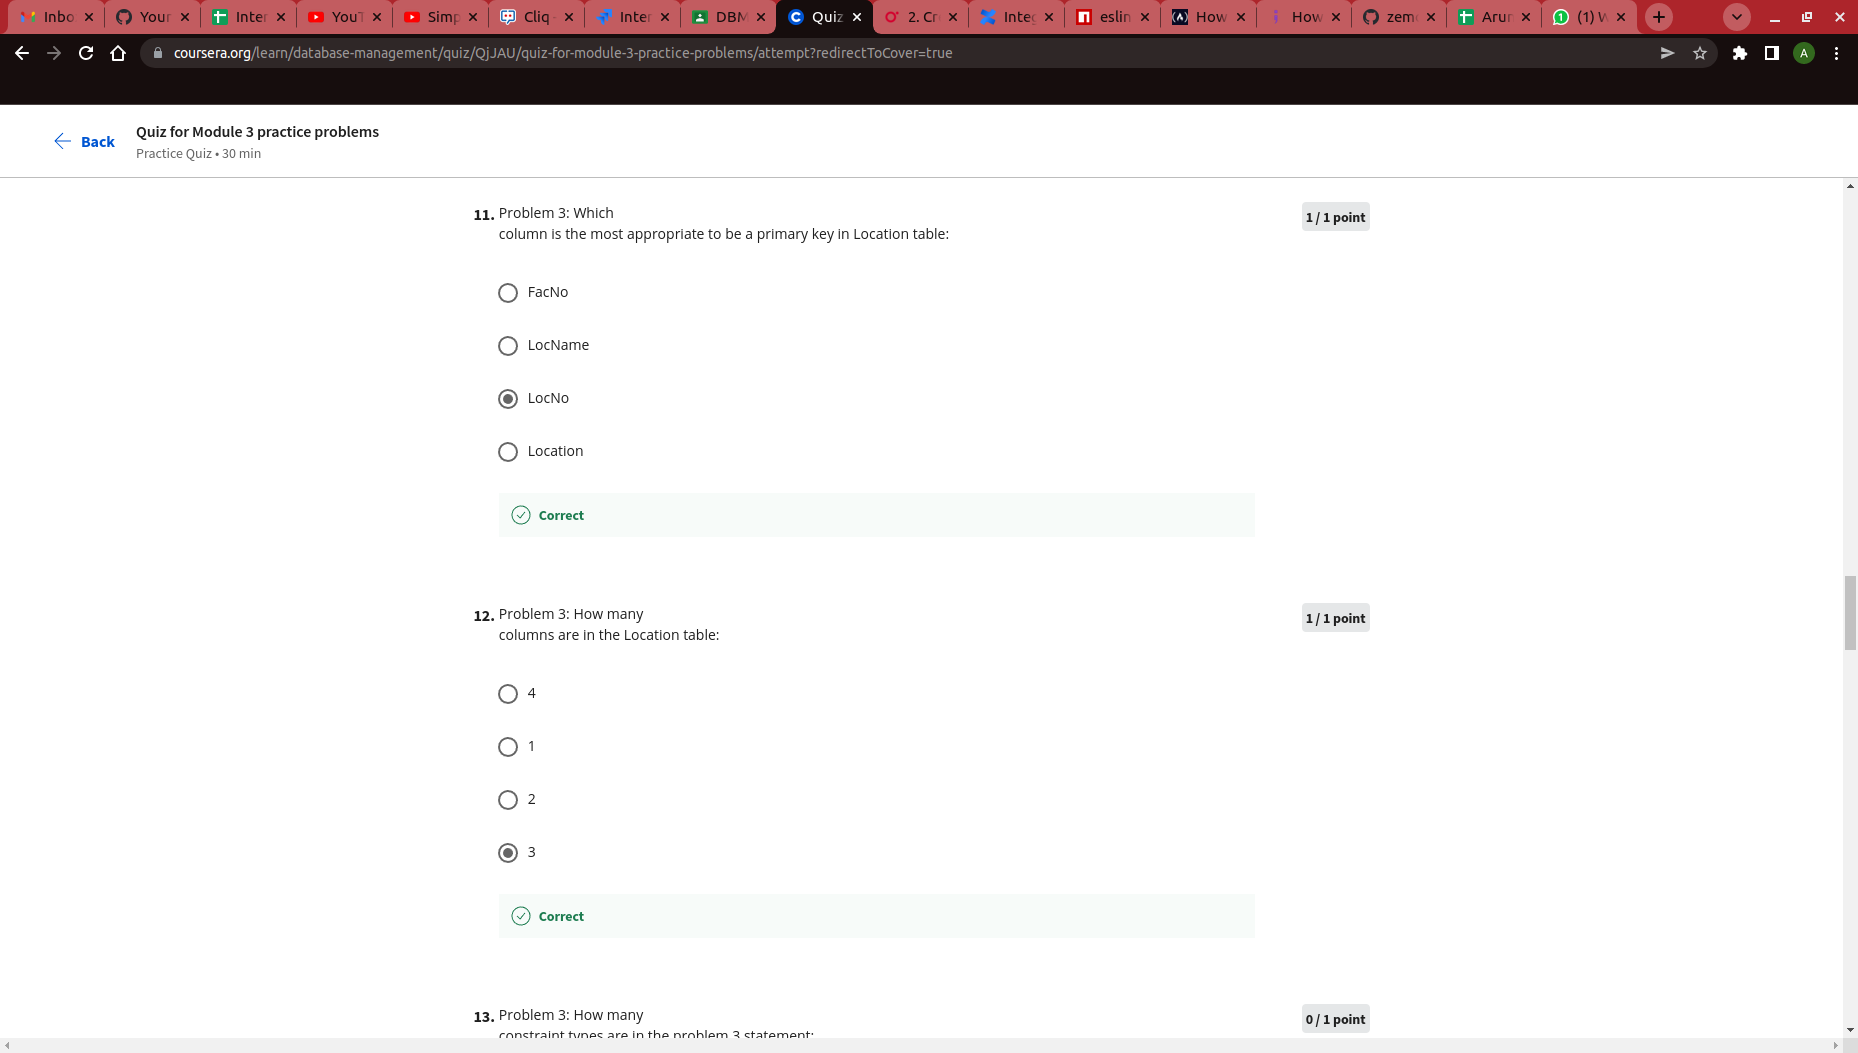 Inbo
Your
Inter
YouT
Simp
Cliq
Inter
DBM
Quiz
2. Cr
Integ
eslin
How
How
zem
Arun
(1) W
coursera.org/learn/database-management/quiz/QjJAU/quiz-for-module-3-practice-problems/attempt?redirectToCover=true
A
Back
Quiz for Module 3 practice problems
Practice Quiz • 30 min
11. Problem 3: Which
column is the most appropriate to be a primary key in Location table:
1 / 1 point
FacNo
LocName
LocNo
Location
Correct
12. Problem 3: How many
columns are in the Location table:
1 / 1 point
4
1
2
3
Correct
13. Problem 3: How many
constraint types are in the problem 3 statement:
0 / 1 point